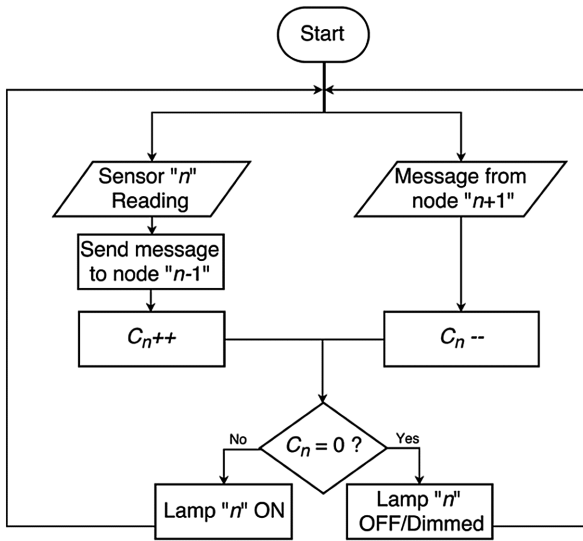 Start
Sensor "n"
Reading
Message from
node "n+1"
Send message
to node "n-1"
Cn++
Cn --
No
Cn = 0 ?
Yes
Lamp "n" ON
Lamp "n"
OFF/Dimmed